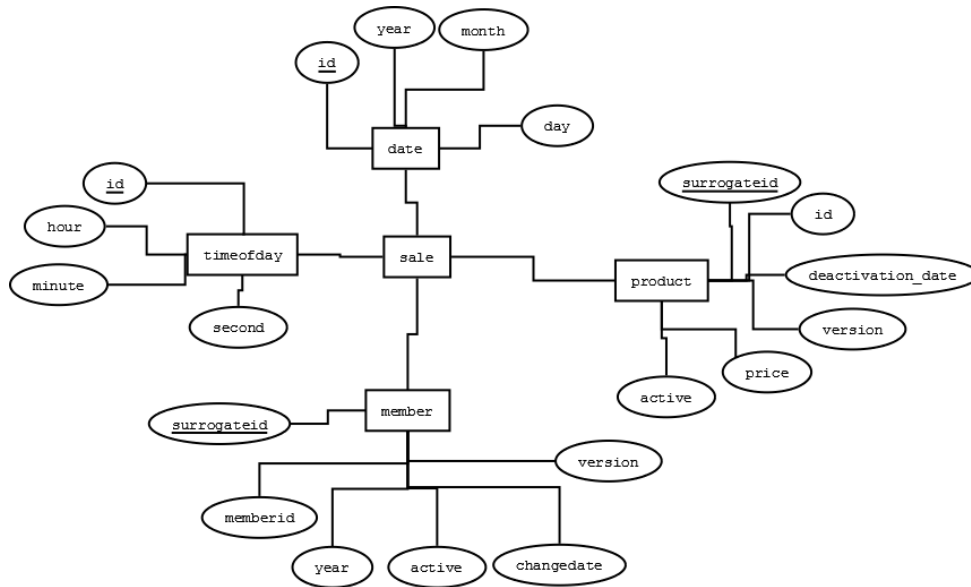 year
month
id
day
date
surrogateid
id
id
hour
timeofday
sale
product
deactivation_date
minute
second
version
price
active
member
surrogateid
version
memberid
year
active
changedate